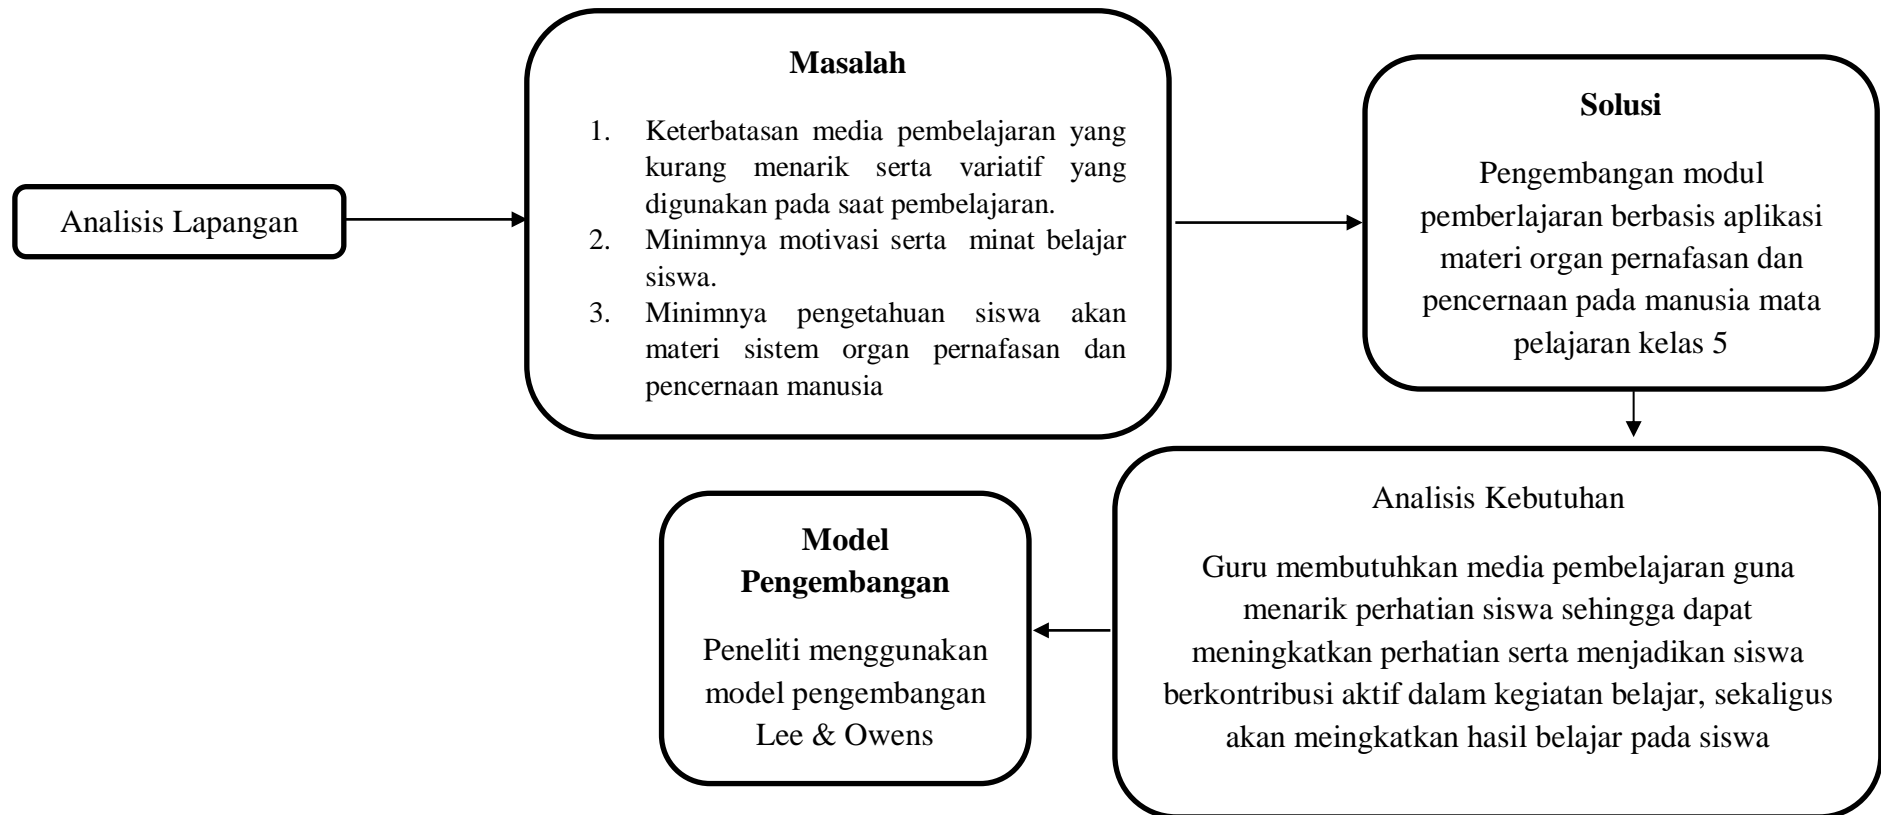 Analisis Lapangan
Masalah
1. Keterbatasan media pembelajaran yang
kurang menarik serta variatif yang
digunakan pada saat pembelajaran.
2. Minimnya motivasi serta minat belajar
siswa.
3. Minimnya pengetahuan siswa akan
materi sistem organ pernafasan dan
pencernaan manusia
Solusi
Pengembangan modul
pemberlajaran berbasis aplikasi
materi organ pernafasan dan
pencernaan pada manusia mata
pelajaran kelas 5
Analisis Kebutuhan
Guru membutuhkan media pembelajaran guna
menarik perhatian siswa sehingga dapat
meningkatkan perhatian serta menjadikan siswa
berkontribusi aktif dalam kegiatan belajar, sekaligus
akan meingkatkan hasil belajar pada siswa
Model
Pengembangan
Peneliti menggunakan
model pengembangan
Lee & Owens